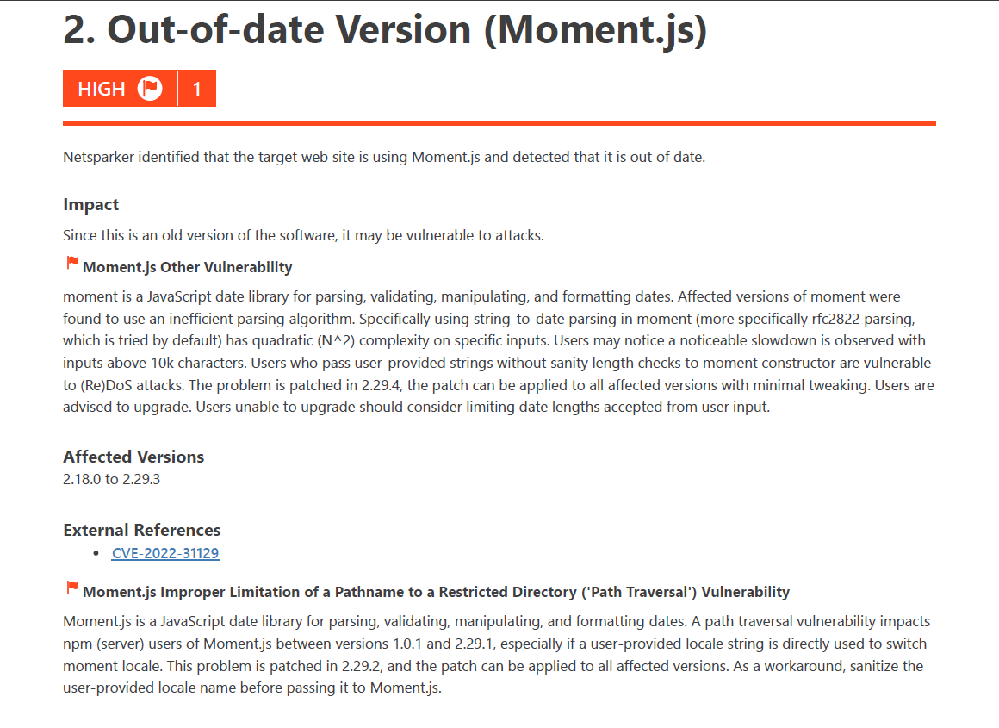 2. Out-of-date Version (Moment.js)
HIGH 1
Netsparker identified that the target web site is using Moment.js and detected that it is out of date.
Impact
Since this is an old version of the software, it may be vulnerable to attacks.
Moment.js Other Vulnerability
moment is a JavaScript date library for parsing, validating, manipulating, and formatting dates. Affected versions of moment were
found to use an inefficient parsing algorithm. Specifically using string-to-date parsing in moment (more specifically rfc2822 parsing,
which is tried by default) has quadratic (N^2) complexity on specific inputs. Users may notice a noticeable slowdown is observed with
inputs above 10k characters. Users who pass user-provided strings without sanity length checks to moment constructor are vulnerable
to (Re)DoS attacks. The problem is patched in 2.29.4, the patch can be applied to all affected versions with minimal tweaking. Users are
advised to upgrade. Users unable to upgrade should consider limiting date lengths accepted from user input.
Affected Versions
2.18.0 to 2.29.3
External References
• CVE-2022-31129
Moment.js Improper Limitation of a Pathname to a Restricted Directory ('Path Traversal') Vulnerability
Moment.js is a JavaScript date library for parsing, validating, manipulating, and formatting dates. A path traversal vulnerability impacts
npm (server) users of Moment.js between versions 1.0.1 and 2.29.1, especially if a user-provided locale string is directly used to switch
moment locale. This problem is patched in 2.29.2, and the patch can be applied to all affected versions. As a workaround, sanitize the
user-provided locale name before passing it to Moment.js.